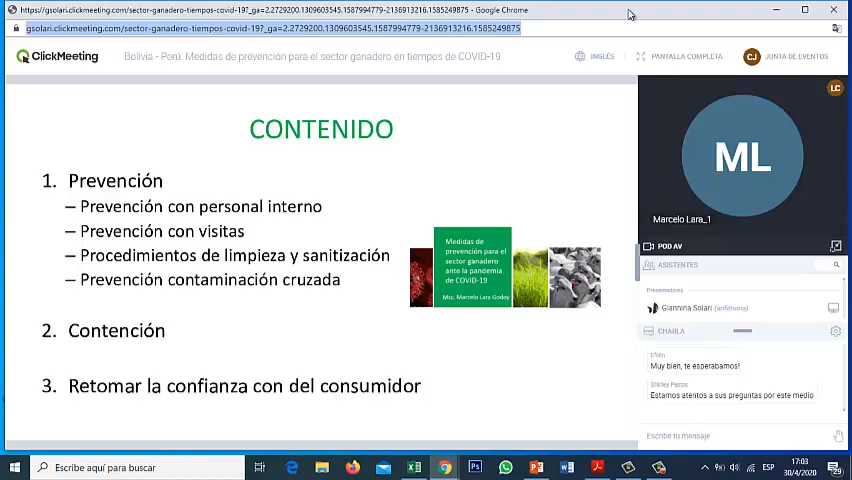 https://gsolari.clickmeeting.com/sector-ganadero-tiempos-covid-19?_ga=2.2729200.1309603545.1587994779-2136913216.1585249875 - Google Chrome
gsolari.clickmeeting.com/sector-ganadero-tiempos-covid-19?_ga=2.2729200.1309603545.1587994779-2136913216.1585249875
ClickMeeting
Bolivia - Perú: Medidas de prevención para el sector ganadero en tiempos de COVID-19
INGLÉS
PANTALLA COMPLETA
CJ
JUNTA DE EVENTOS
CONTENIDO
1. Prevención
– Prevención con personal interno
– Prevención con visitas
– Procedimientos de limpieza y sanitización
– Prevención contaminación cruzada
2. Contención
3. Retomar la confianza con del consumidor
Medidas de
prevención para el
sector ganadero
ante la pandemia
de COVID-19
Msc. Marcelo Lara Godoy
LC
ML
Marcelo Lara_1
POD AV
ASISTENTES
Presentadores
Giannina Solari (anfitriona)
CHARLA
Efrén
Muy bien, te esperabamos!
Shirley Pazos
Estamos atentos a sus preguntas por este medio
Escribe tu mensaje
Escribe aquí para buscar
ESP
17:03
30/4/2020
29